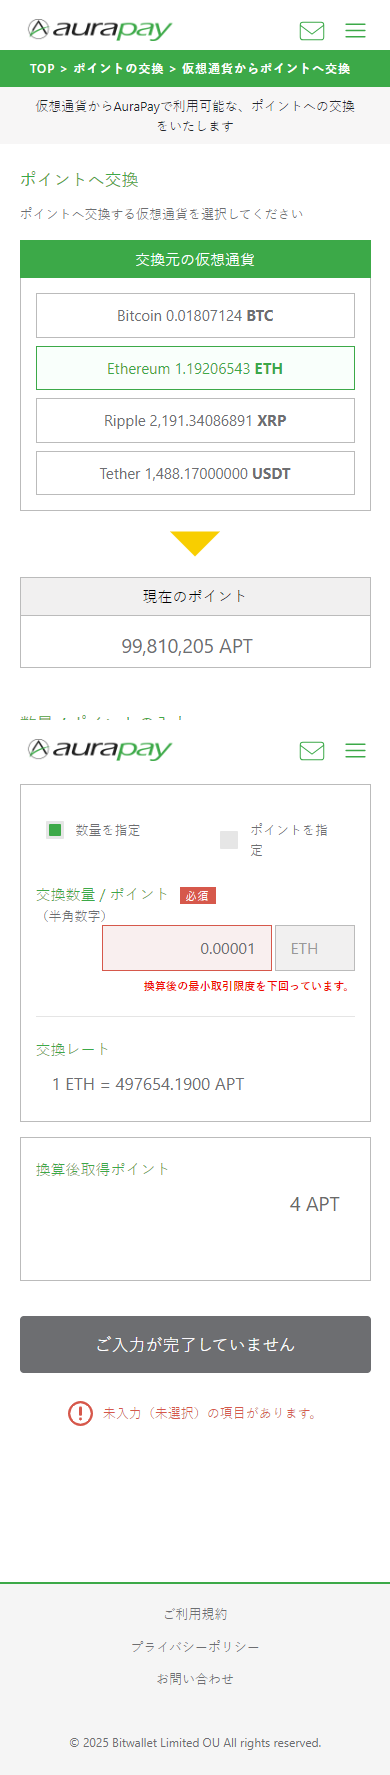 aurapay
TOP > ポイントの交換 > 仮想通貨からポイントへ交換
仮想通貨からAuraPayで利用可能な、ポイントへの交換
をいたします
ポイントへ交換
ポイントへ交換する仮想通貨を選択してください
交換元の仮想通貨
Bitcoin 0.01807124 BTC
Ethereum 1.19206543 ETH
Ripple 2,191.34086891 XRP
Tether 1,488.17000000 USDT
現在のポイント
99,810,205 APT
数量 / ポイントの入力
aurapay
数量を指定
ポイントを指
定
交換数量 / ポイント 必須
（半角数字）
0.00001 ETH
換算後の最小取引限度を下回っています。
交換レート
1 ETH = 497654.1900 APT
換算後取得ポイント
4 APT
ご入力が完了していません
未入力（未選択）の項目があります。
ご利用規約
プライバシーポリシー
お問い合わせ
© 2025 Bitwallet Limited OU All rights reserved.